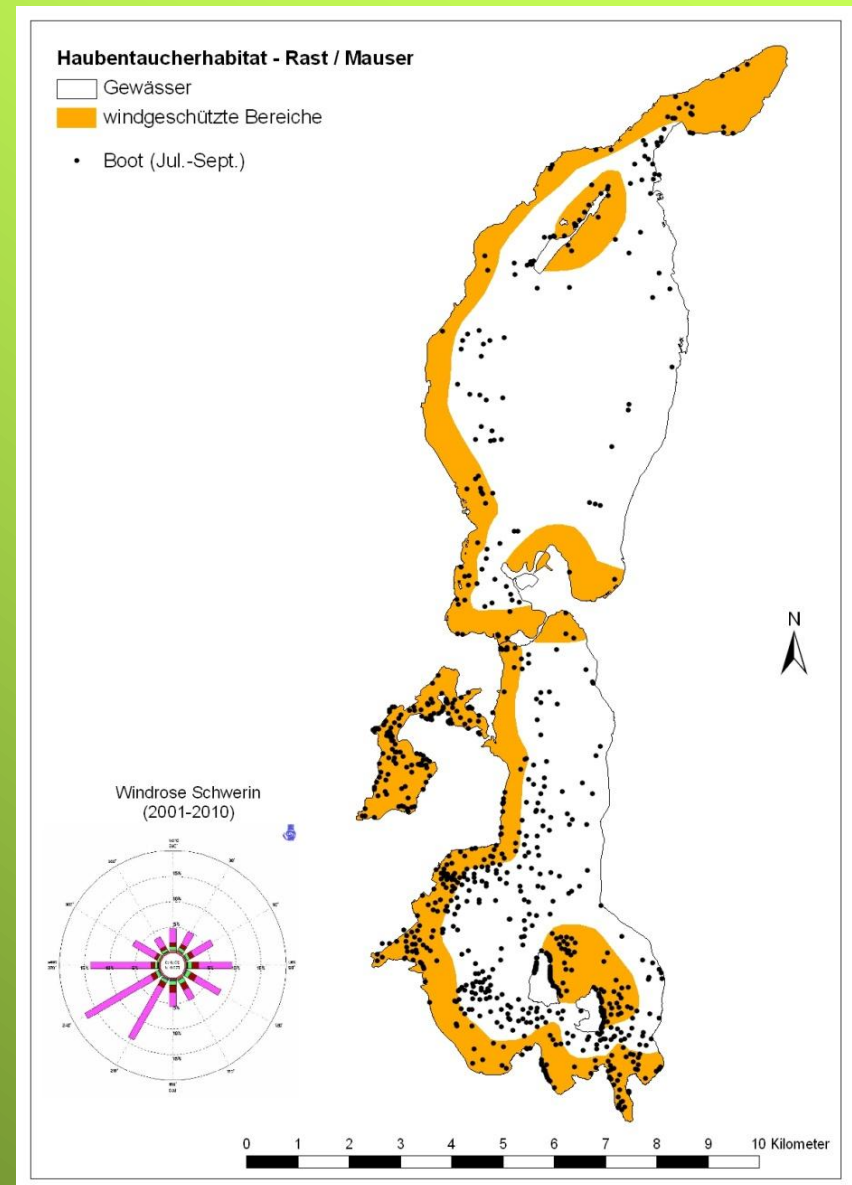 Haubentaucherhabitat - Rast / Mauser
Gewässer
windgeschützte Bereiche
Boot (Jul.-Sept.)
N
Windrose Schwerin
(2001-2010)
0 1 2 3 4 5 6 7 8 9 10 Kilometer